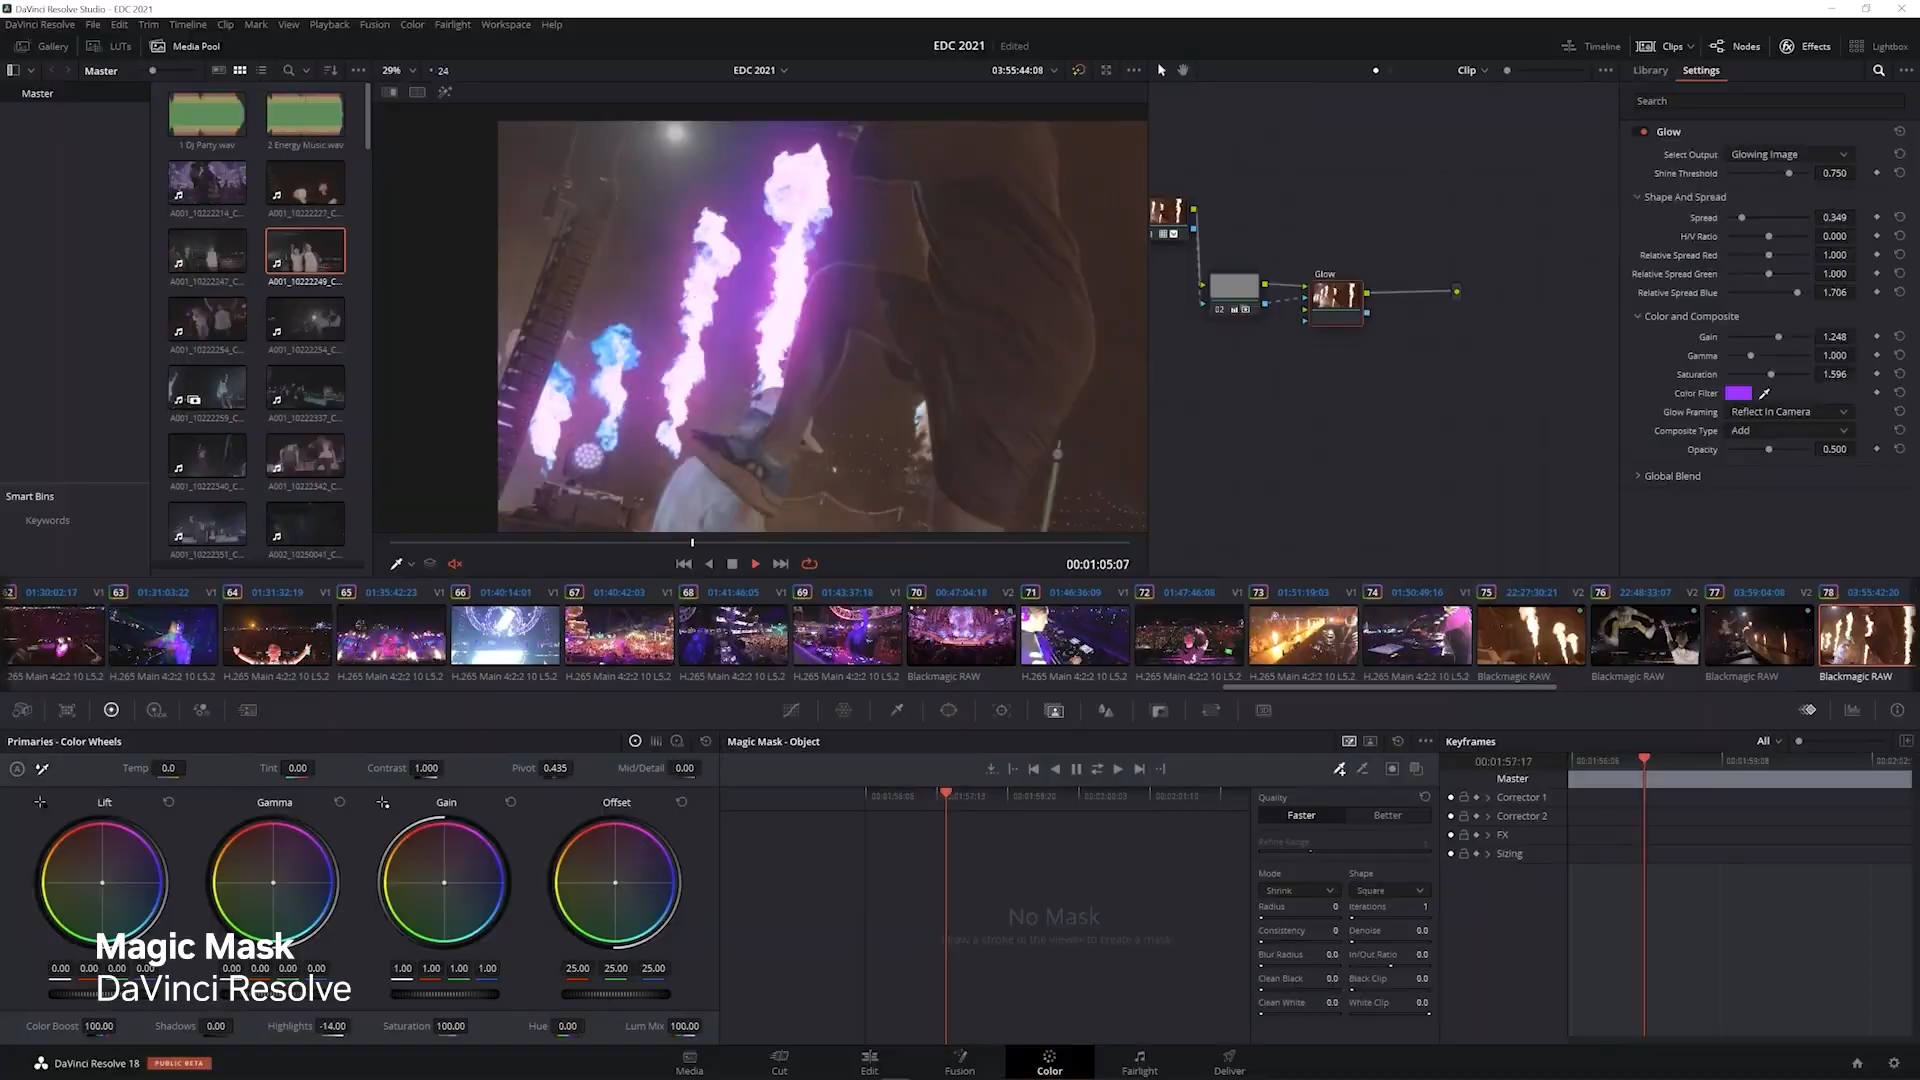 DaVinci Resolve Studio - EDC 2021
DaVinci Resolve File Edit Trim Timeline Clip Mark View Playback Fusion Color Fairlight Workspace Help
Gallery LUTs Media Pool EDC 2021 Edited Timeline Clips Nodes Effects Lightbox
Master 29% 24 EDC 2021 03:55:44:08 Clip Library Settings
Master
Search
1 Dj Party.wav 2 Energy Music.wav
Glow
Select Output Glowing Image
Shine Threshold 0.750
Shape And Spread
Spread 0.349
H/V Ratio 0.000
Relative Spread Red 1.000
Relative Spread Green 1.000
Relative Spread Blue 1.706
Color and Composite
Gain 1.248
Gamma 1.000
Saturation 1.596
Color Filter
Glow Framing Reflect In Camera
Composite Type Add
Opacity 0.500
Global Blend
A001_10222214_C... A001_10222227_C...
A001_10222247_C... A001_10222249_C...
A001_10222254_C... A001_10222254_C...
A001_10222259_C... A001_10222337_C...
A001_10222340_C... A001_10222342_C...
A001_10222351_C... A002_10250041_C...
Glow
02
Smart Bins
Keywords
00:01:05:07
62 01:30:02:17 V1 63 01:31:03:22 V1 64 01:31:32:19 V1 65 01:35:42:23 V1 66 01:40:14:01 V1 67 01:40:42:03 V1 68 01:41:46:05 V1 69 01:43:37:18 V1 70 00:47:04:18 V2 71 01:46:36:09 V1 72 01:47:46:08 V1 73 01:51:19:03 V1 74 01:50:49:16 V1 75 22:27:30:21 V2 76 22:48:33:07 V2 77 03:59:04:08 V2 78 03:55:42:20
.265 Main 4:2:2 10 L5.2 H.265 Main 4:2:2 10 L5.2 H.265 Main 4:2:2 10 L5.2 H.265 Main 4:2:2 10 L5.2 H.265 Main 4:2:2 10 L5.2 H.265 Main 4:2:2 10 L5.2 H.265 Main 4:2:2 10 L5.2 H.265 Main 4:2:2 10 L5.2 Blackmagic RAW H.265 Main 4:2:2 10 L5.2 H.265 Main 4:2:2 10 L5.2 H.265 Main 4:2:2 10 L5.2 H.265 Main 4:2:2 10 L5.2 Blackmagic RAW Blackmagic RAW Blackmagic RAW Blackmagic RAW
Primaries - Color Wheels Magic Mask - Object Keyframes All
Temp 0.0 Tint 0.00 Contrast 1.000 Pivot 0.435 Mid/Detail 0.00
Lift Gamma Gain Offset
0.00 0.00 0.00 0.00 0.00 0.00 0.00 0.00 1.00 1.00 1.00 1.00 25.00 25.00 25.00
Color Boost 100.00 Shadows 0.00 Highlights -14.00 Saturation 100.00 Hue 0.00 Lum Mix 100.00
00:01:56:06 00:01:57:13 00:01:58:20 00:02:00:03 00:02:01:10
No Mask
Draw a stroke in the viewer to create a mask
Quality
Faster Better
Refine Range
Mode Shape
Shrink Square
Radius 0 Iterations 1
Consistency 0 Denoise 0.0
Blur Radius 0.0 In/Out Ratio 0.0
Clean Black 0.0 Black Clip 0.0
Clean White 0.0 White Clip 0.0
00:01:57:17 00:01:56:06 00:01:59:08 00:02:02:
Master
Corrector 1
Corrector 2
FX
Sizing
Magic Mask
DaVinci Resolve
DaVinci Resolve 18 PUBLIC BETA
Media Cut Edit Fusion Color Fairlight Deliver